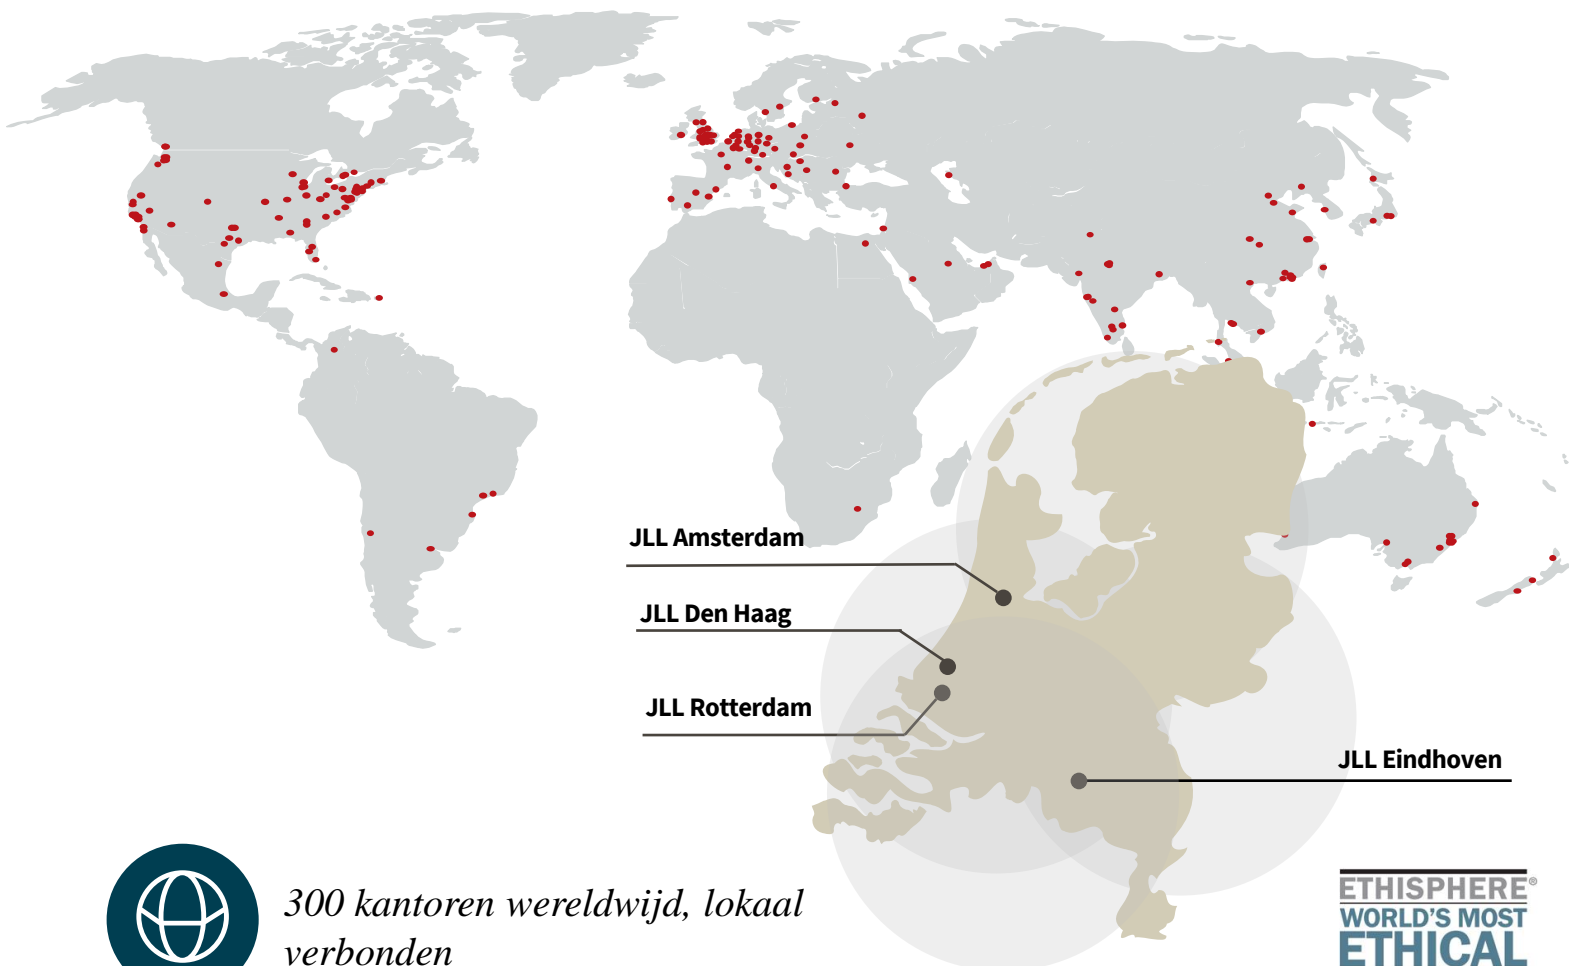 JLL Amsterdam
JLL Den Haag
JLL Rotterdam
JLL Eindhoven
300 kantoren wereldwijd, lokaal
verbonden
ETHISPHERE®
WORLD'S MOST
ETHICAL